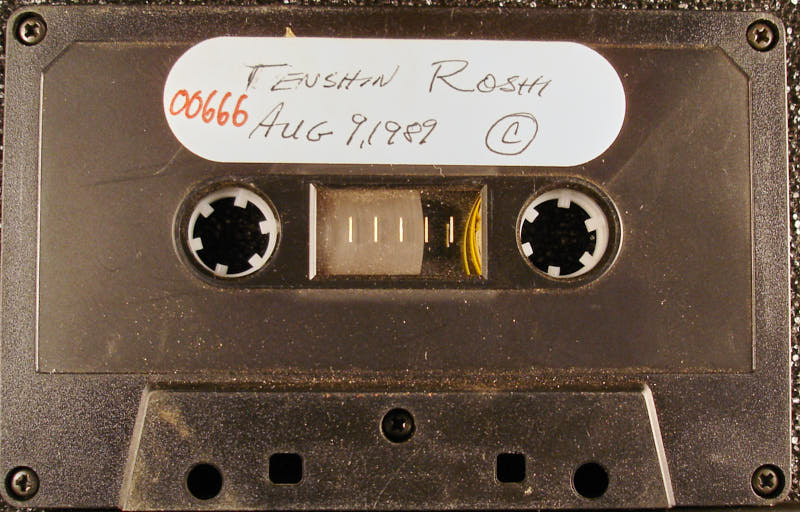 TENSHIN ROSHI
00666
AUG 9, 1989 C